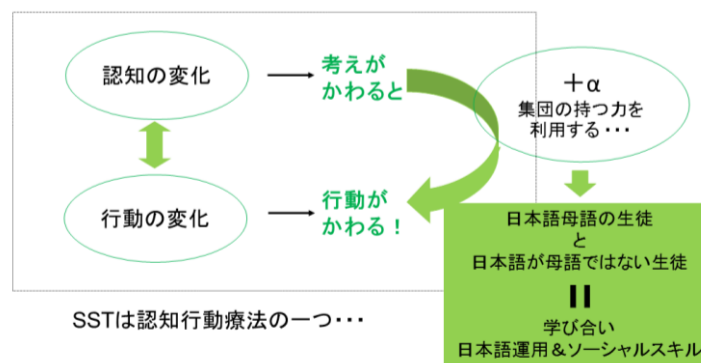 認知の変化
考えが
かわると
行動の変化
行動が
かわる！
＋α
集団の持つ力を
利用する・・・
日本語母語の生徒
と
日本語が母語ではない生徒
＝
学び合い
日本語運用＆ソーシャルスキル
SSTは認知行動療法の一つ・・・